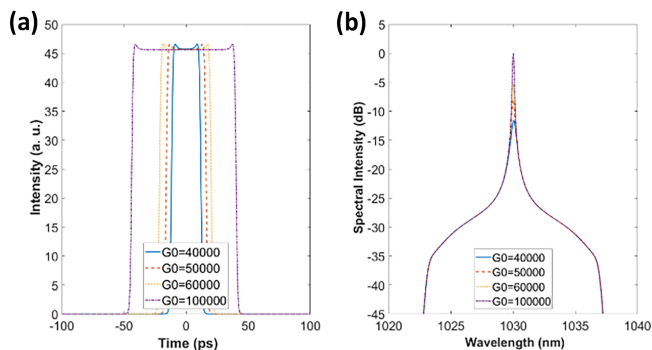 (a)
50
45
40
35
30
25
20
15
10
5
0
Intensity (a. u.)
G0=40000
G0=50000
G0=60000
G0=100000
-100 -50 0 50 100
Time (ps)
(b)
5
0
-5
-10
-15
-20
-25
-30
-35
-40
-45
Spectral Intensity (dB)
G0=40000
G0=50000
G0=60000
G0=100000
1020 1025 1030 1035 1040
Wavelength (nm)